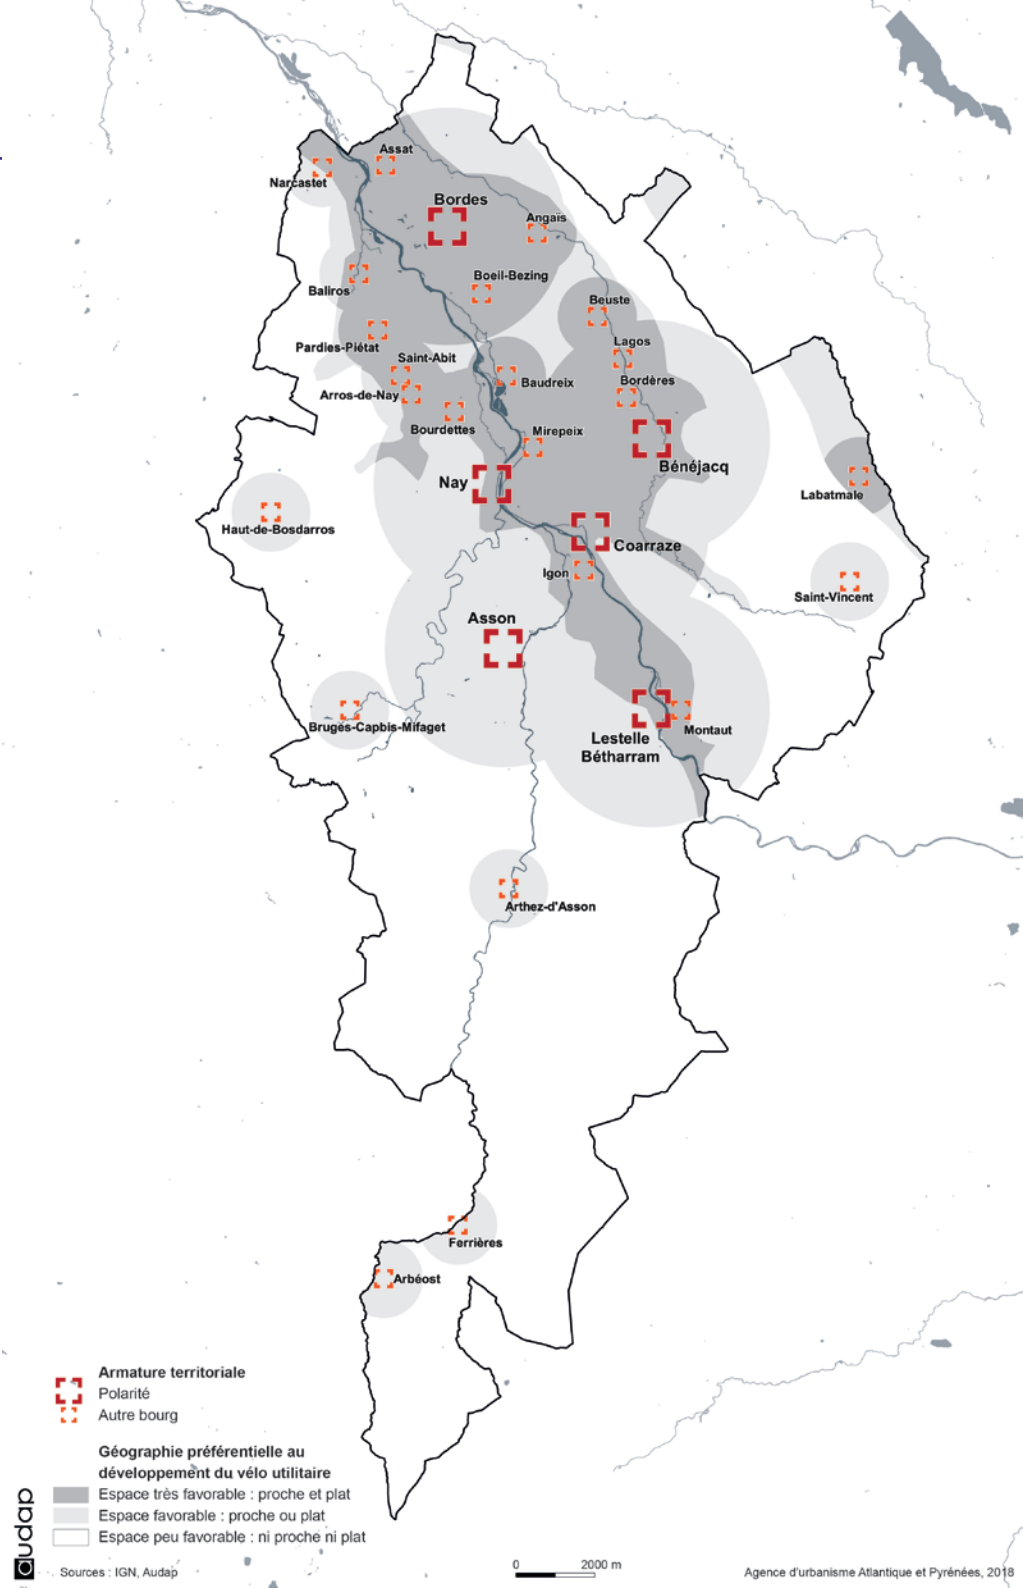 Assat
Narcastet
Bordes
Angaïs
Boeil-Bezing
Baliros
Beuste
Pardies-Piétat
Lagos
Saint-Abit
Bordères
Baudreix
Arros-de-Nay
Bourdettes
Mirepeix
Bénéjacq
Nay
Labatmale
Haut-de-Bosdarros
Coarraze
Igon
Saint-Vincent
Asson
Bruges-Capbis-Mifaget
Montaut
Lestelle
Bétharram
Arthez-d'Asson
Ferrières
Arbéost
Armature territoriale
Polarité
Autre bourg
Géographie préférentielle au
développement du vélo utilitaire
Espace très favorable : proche et plat
Espace favorable : proche ou plat
Espace peu favorable : ni proche ni plat
audap
Sources : IGN, Audap
0 2000 m
Agence d'urbanisme Atlantique et Pyrénées, 2018